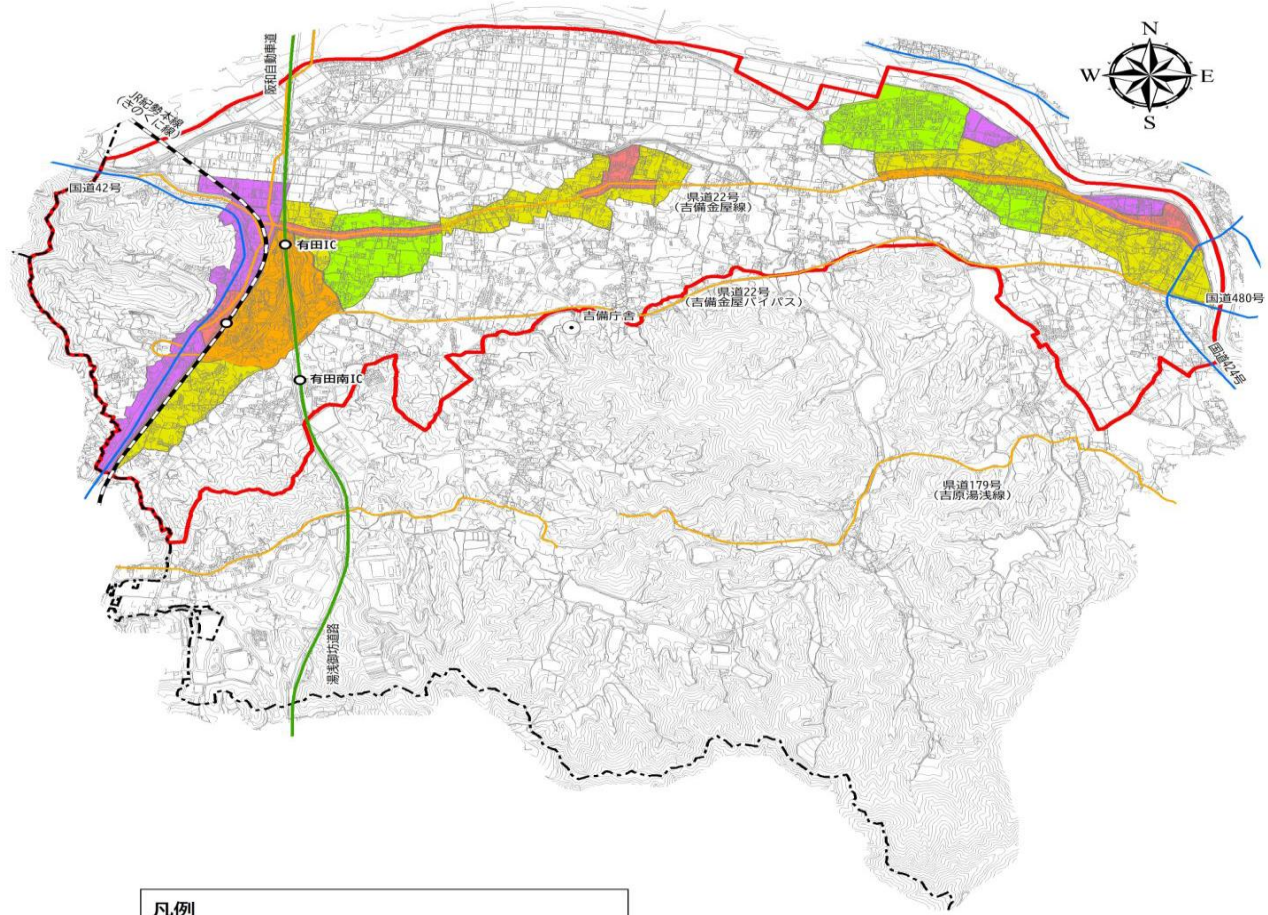 N
W E
S
阪和自動車道
JR紀勢本線
(きのくに線)
国道42号
有田IC
県道22号
(吉備金屋線)
県道22号
(吉備金屋バイパス)
吉備庁舎
国道480号
国道424号
有田南IC
県道179号
(吉原湯浅線)
湯浅御坊道路
凡例